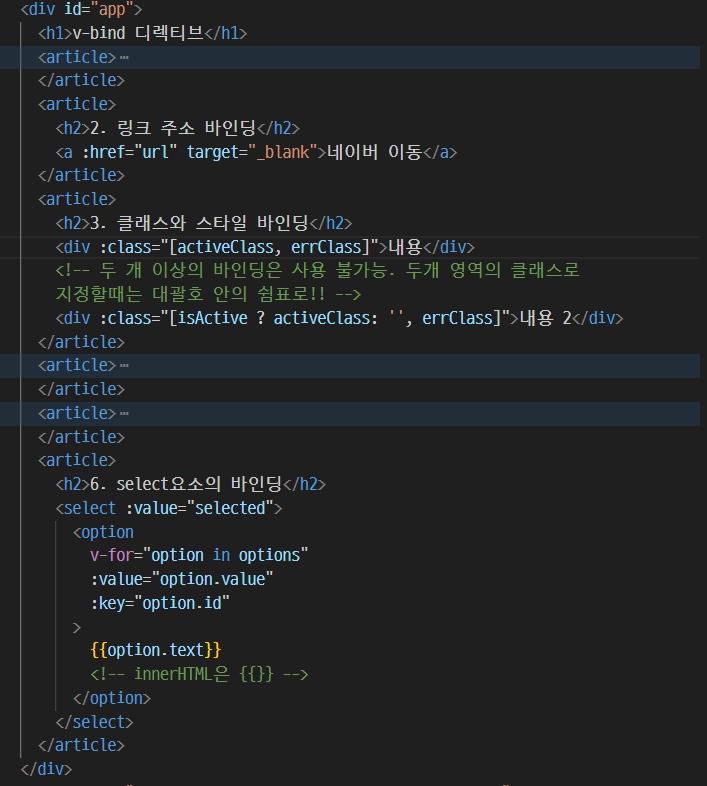 <div id="app">
<h1>v-bind 디렉티브</h1>
<article>…
</article>
<article>
<h2>2. 링크 주소 바인딩</h2>
<a :href="url" target="_blank">네이버 이동</a>
</article>
<article>
<h2>3. 클래스와 스타일 바인딩</h2>
<div :class="[activeClass, errClass]">내용</div>
<!-- 두 개 이상의 바인딩은 사용 불가능. 두개 영역의 클래스로
지정할때는 대괄호 안의 쉼표로!! -->
<div :class="[isActive ? activeClass: '', errClass]">내용 2</div>
</article>
<article>…
</article>
<article>…
</article>
<article>
<h2>6. select요소의 바인딩</h2>
<select :value="selected">
<option
v-for="option in options"
:value="option.value"
:key="option.id"
>
{{option.text}}
<!-- innerHTML은 {{}} -->
</option>
</select>
</article>
</div>